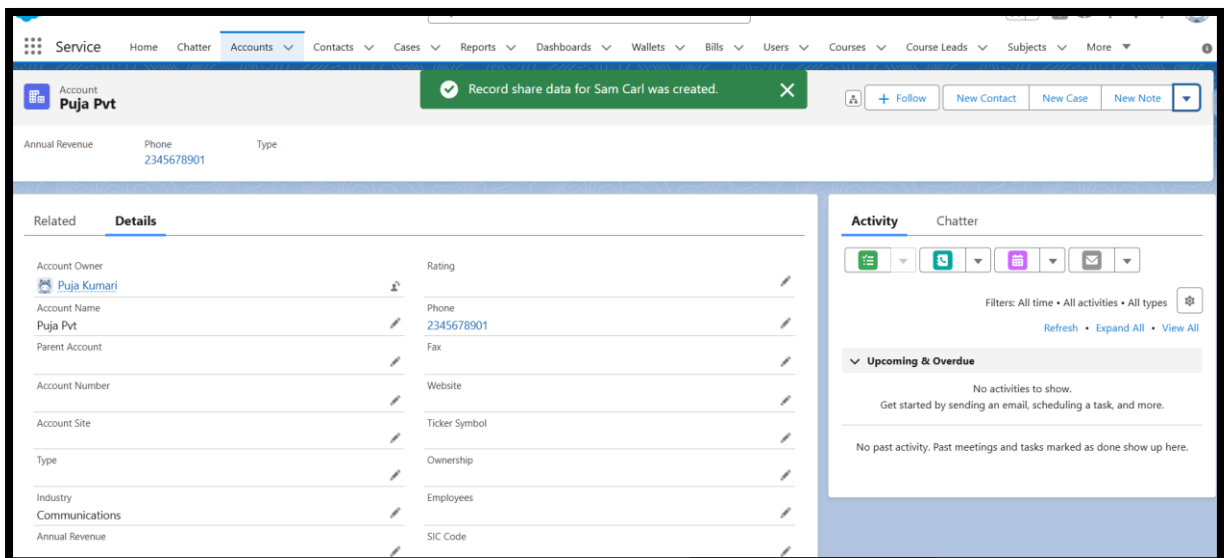 Service Home Chatter Accounts Contacts Cases Reports Dashboards Wallets Bills Users Courses Course Leads Subjects More
Account
Puja Pvt
Record share data for Sam Carl was created.
+ Follow New Contact New Case New Note
Annual Revenue Phone Type
2345678901
Related Details
Account Owner
Puja Kumari
Account Name
Puja Pvt
Parent Account
Account Number
Account Site
Type
Industry
Communications
Annual Revenue
Rating
Phone
2345678901
Fax
Website
Ticker Symbol
Ownership
Employees
SIC Code
Activity Chatter
Filters: All time • All activities • All types
Refresh • Expand All • View All
Upcoming & Overdue
No activities to show.
Get started by sending an email, scheduling a task, and more.
No past activity. Past meetings and tasks marked as done show up here.